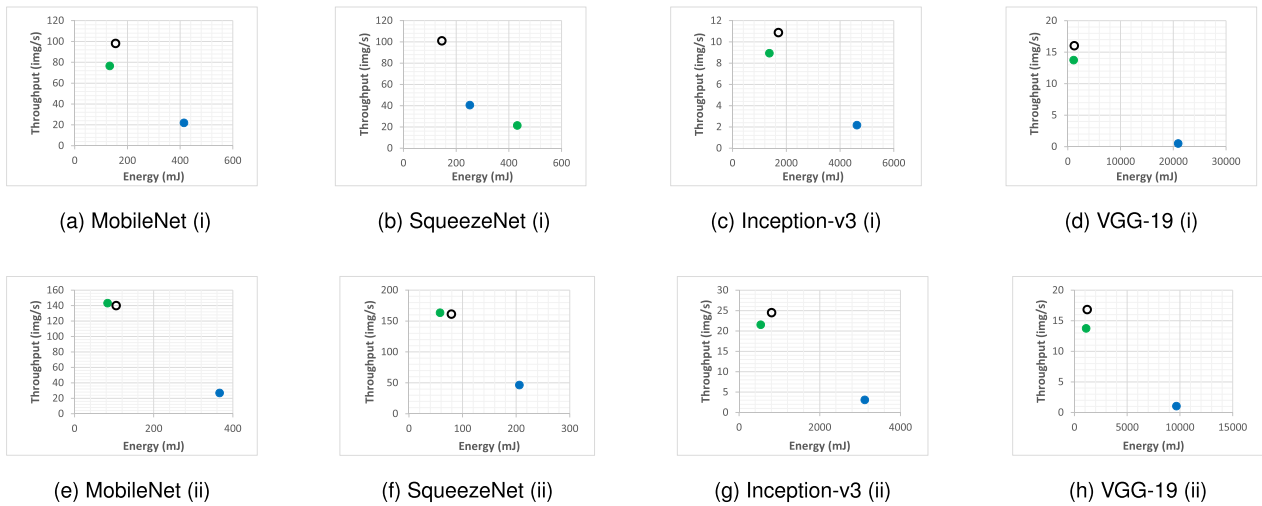 120
100
80
60
40
20
0
0 200 400 600
Throughput (img/s)
Energy (mJ)
(a) MobileNet (i)
120
100
80
60
40
20
0
0 200 400 600
Throughput (img/s)
Energy (mJ)
(b) SqueezeNet (i)
12
10
8
6
4
2
0
0 2000 4000 6000
Throughput (img/s)
Energy (mJ)
(c) Inception-v3 (i)
20
15
10
5
0
0 10000 20000 30000
Throughput (img/s)
Energy (mJ)
(d) VGG-19 (i)
160
140
120
100
80
60
40
20
0
0 200 400
Throughput (img/s)
Energy (mJ)
(e) MobileNet (ii)
200
150
100
50
0
0 100 200 300
Throughput (img/s)
Energy (mJ)
(f) SqueezeNet (ii)
30
25
20
15
10
5
0
0 2000 4000
Throughput (img/s)
Energy (mJ)
(g) Inception-v3 (ii)
20
15
10
5
0
0 5000 10000 15000
Throughput (img/s)
Energy (mJ)
(h) VGG-19 (ii)